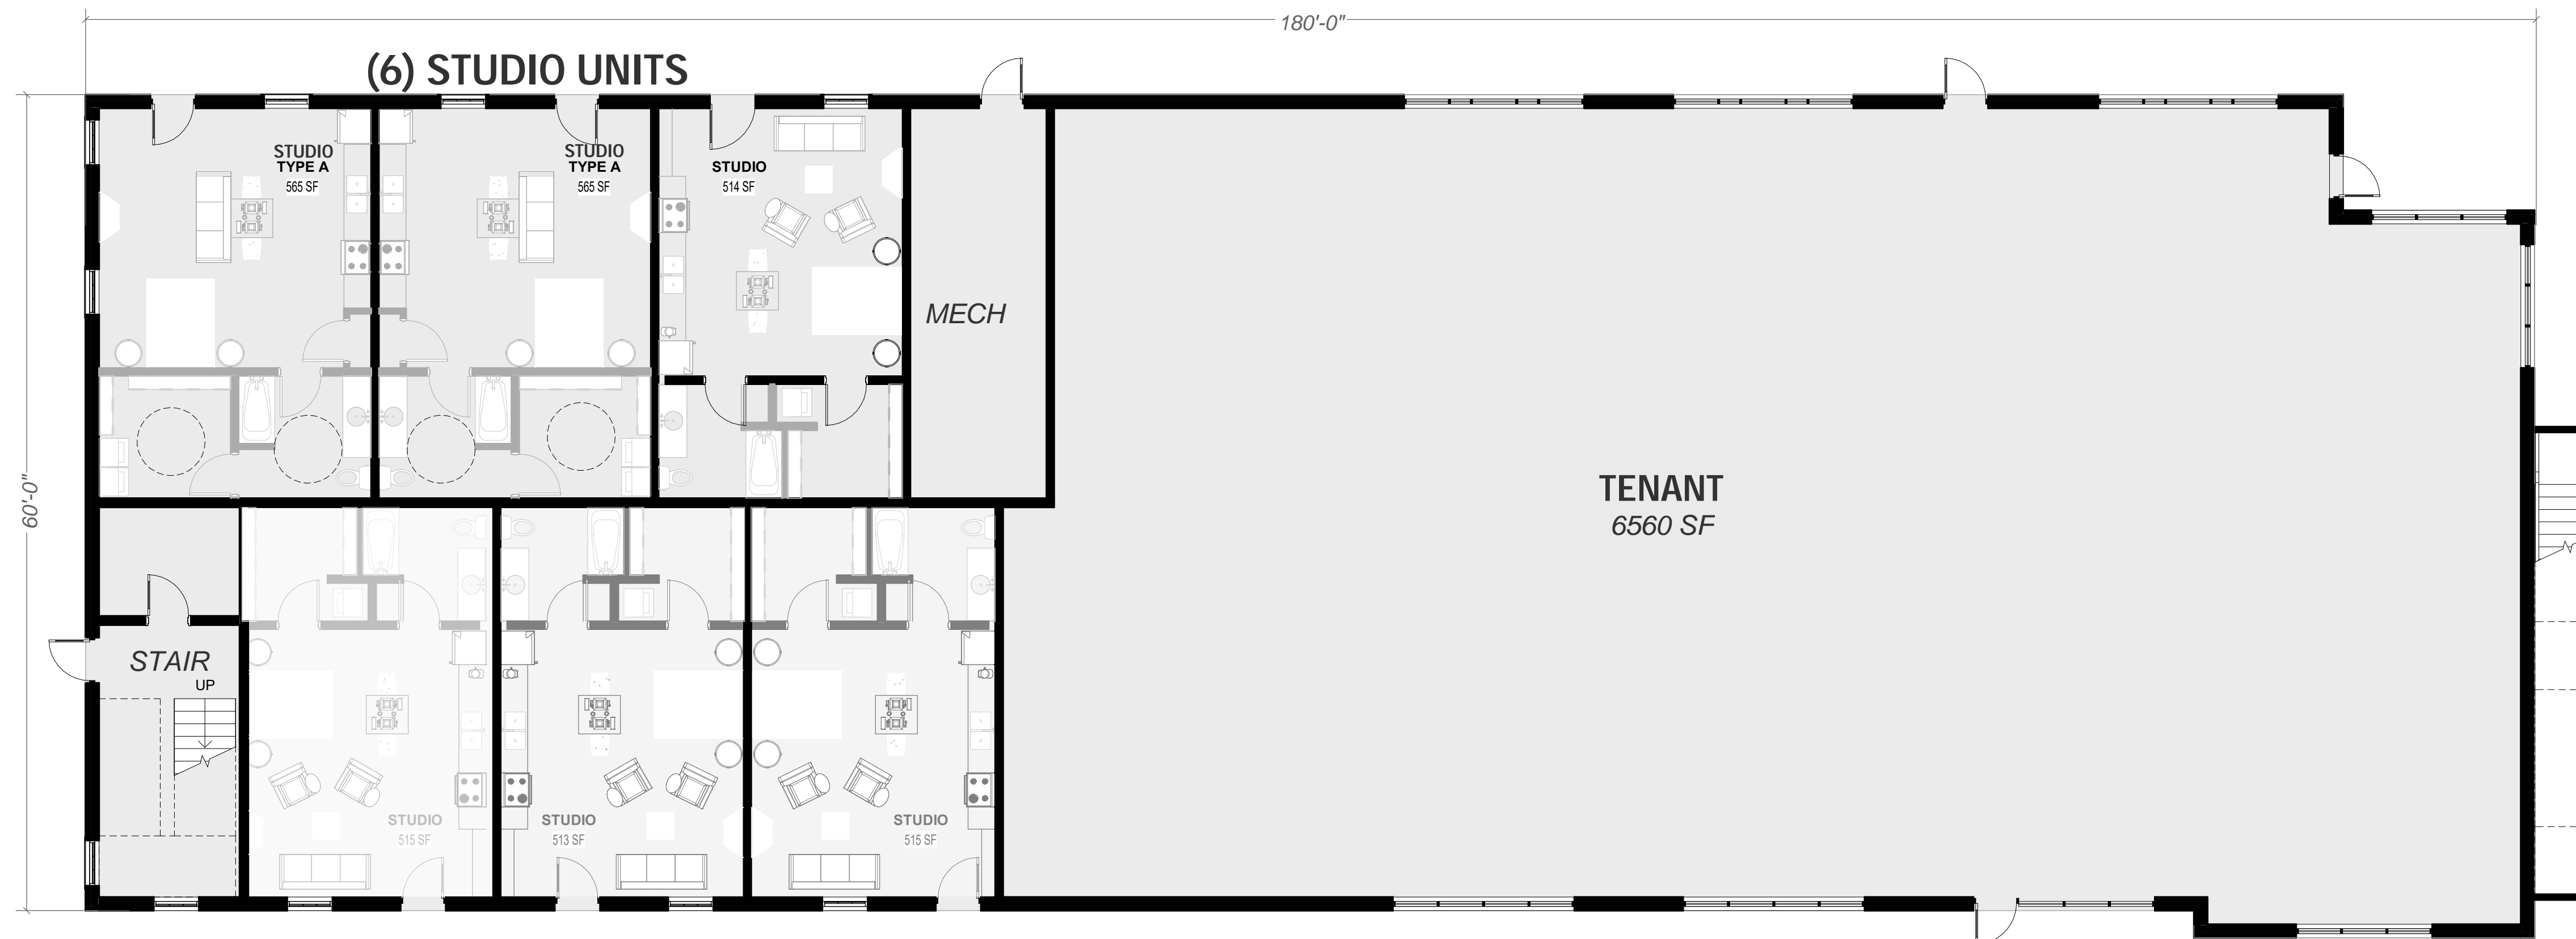 180'-0"
(6) STUDIO UNITS
STUDIO
TYPE A
565 SF
STUDIO
TYPE A
565 SF
STUDIO
514 SF
MECH
60'-0"
TENANT
6560 SF
STAIR
UP
STUDIO
515 SF
STUDIO
513 SF
STUDIO
515 SF